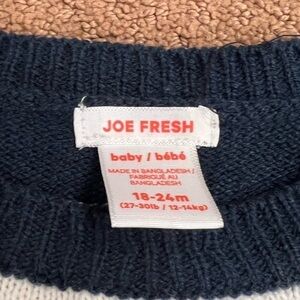 JOE FRESH
baby / bébé
MADE IN BANGLADESH /
FABRIQUÉ AU
BANGLADESH
18-24m
(27-30lb / 12-14kg)